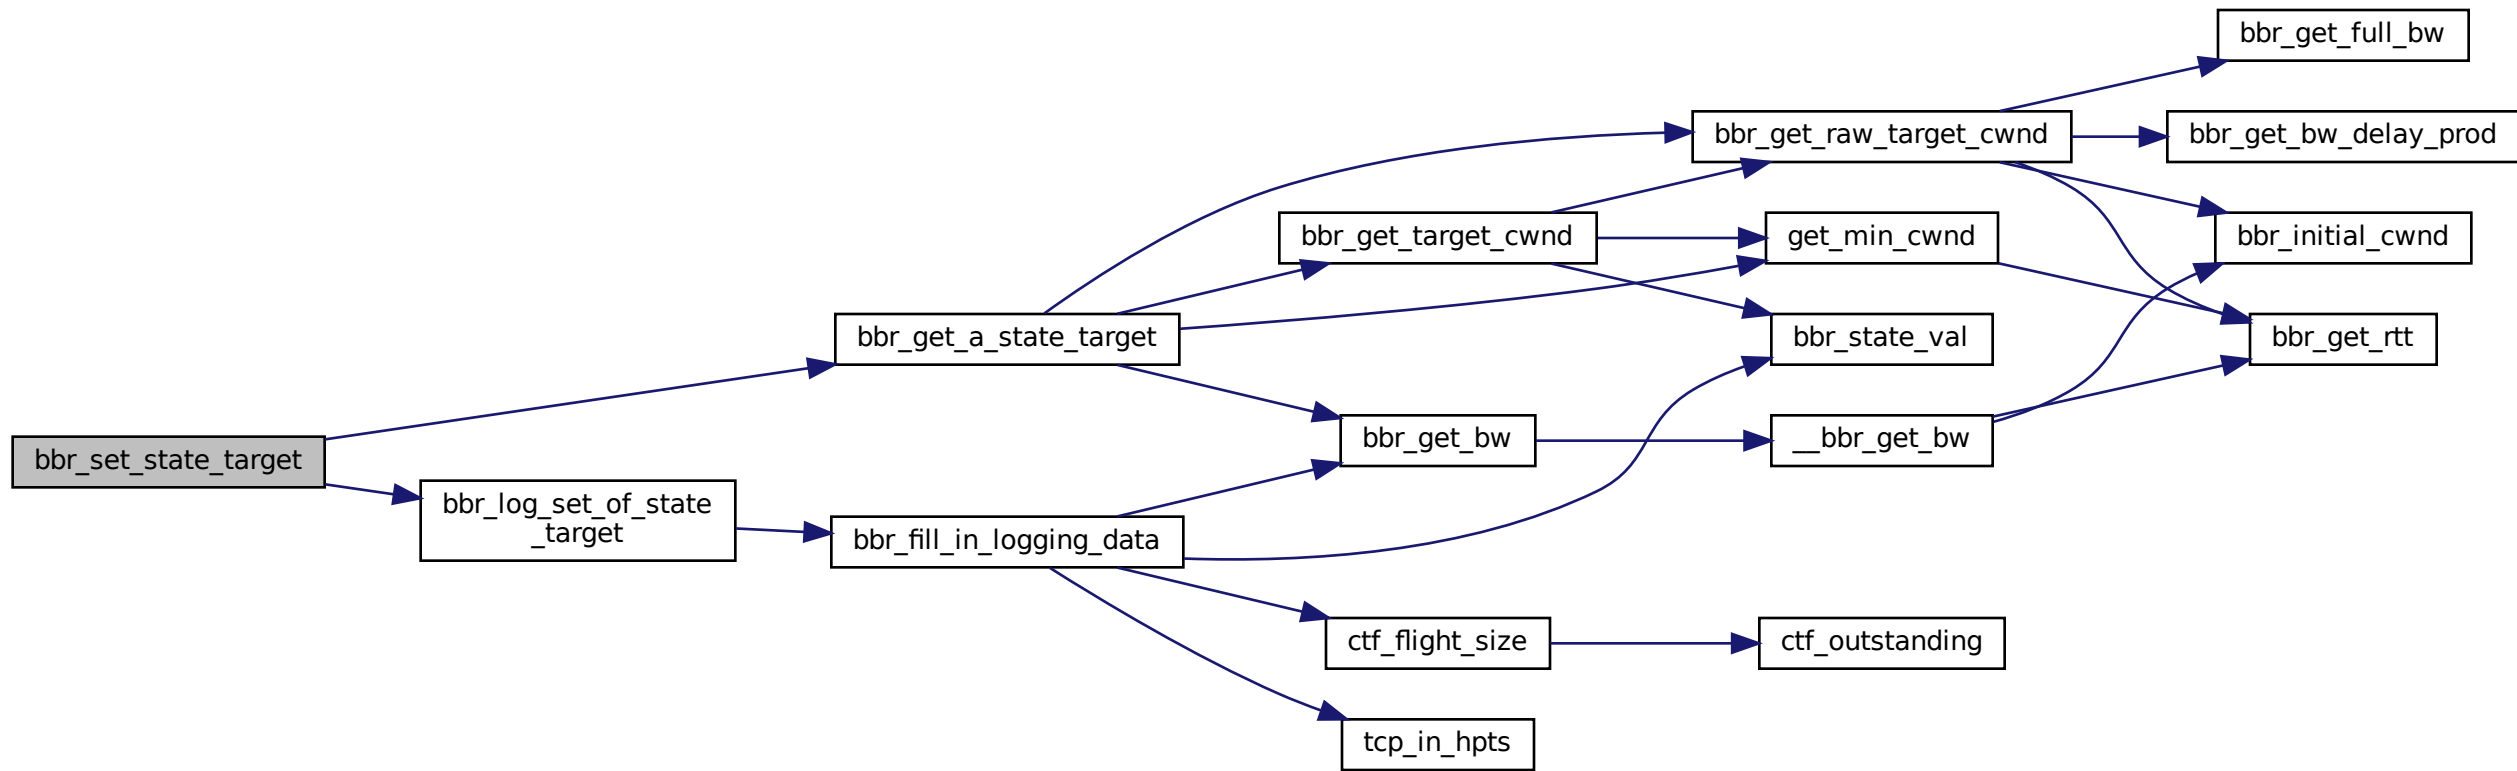 bbr_get_full_bw
bbr_get_raw_target_cwnd
bbr_get_bw_delay_prod
bbr_get_target_cwnd
get_min_cwnd
bbr_initial_cwnd
bbr_get_a_state_target
bbr_state_val
bbr_get_rtt
bbr_get_bw
__bbr_get_bw
bbr_set_state_target
bbr_log_set_of_state
_target
bbr_fill_in_logging_data
ctf_flight_size
ctf_outstanding
tcp_in_hpts